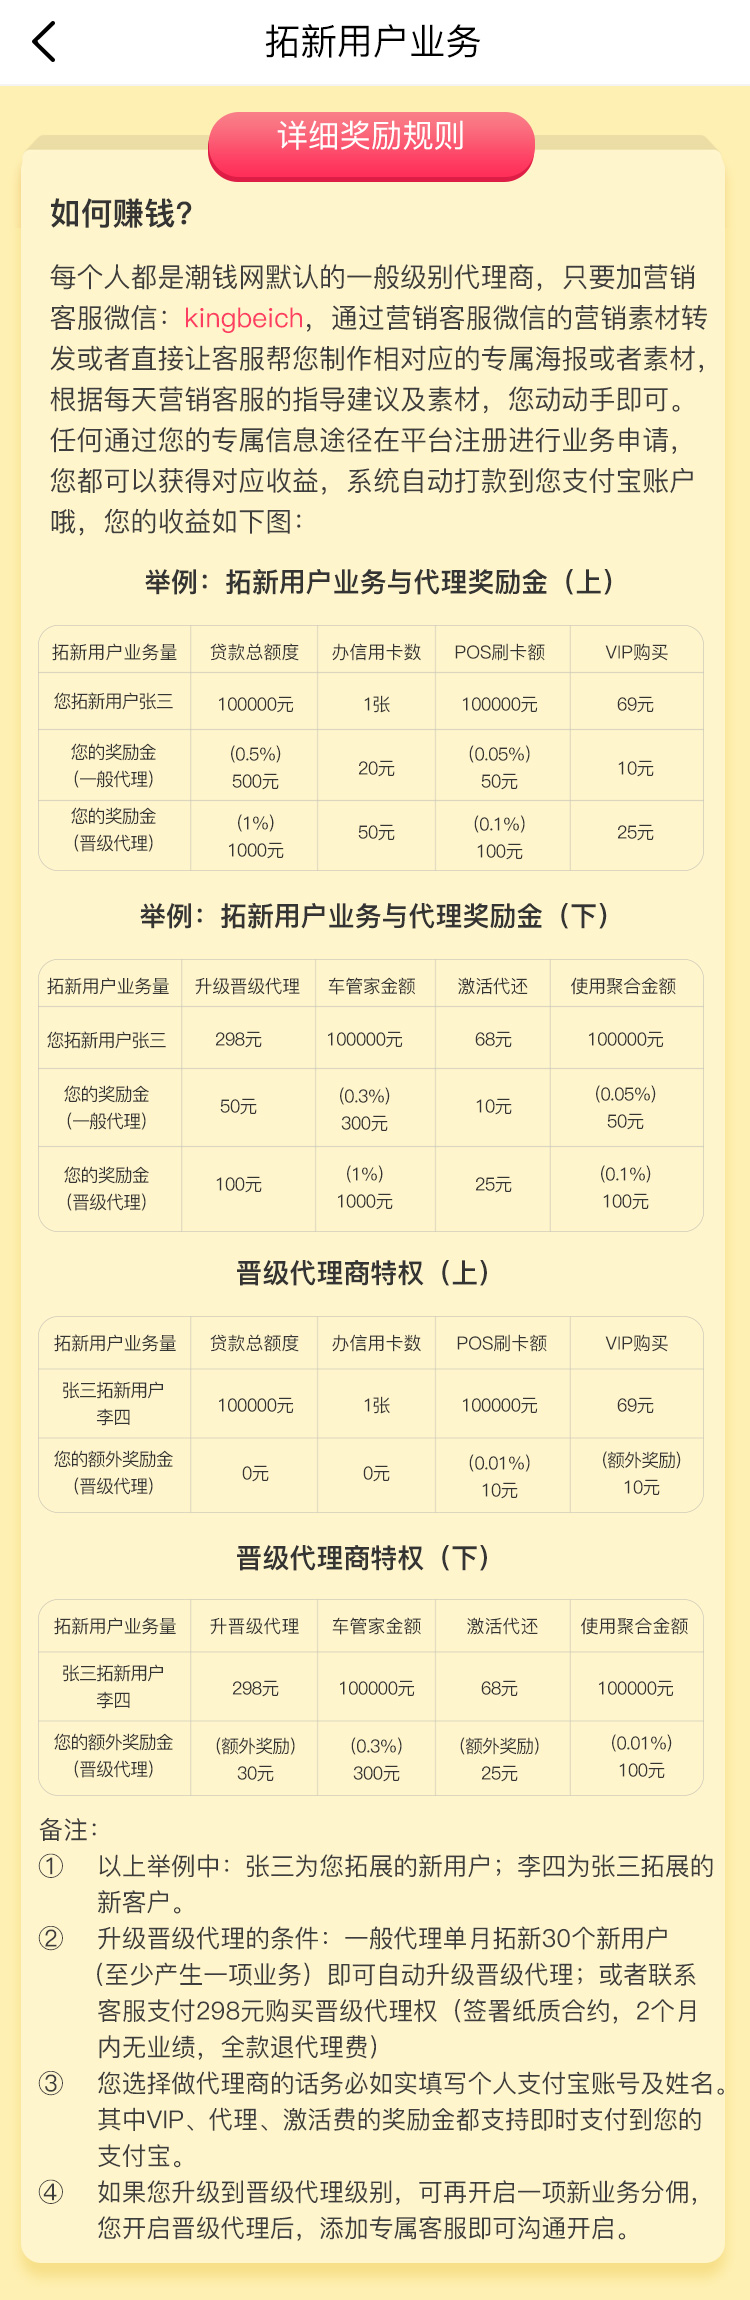 拓新用户业务
详细奖励规则
如何赚钱?
每个人都是潮钱网默认的一般级别代理商，只要加营销
客服微信：kingbeich，通过营销客服微信的营销素材转
发或者直接让客服帮您制作相对应的专属海报或者素材，
根据每天营销客服的指导建议及素材，您动动手即可。
任何通过您的专属信息途径在平台注册进行业务申请，
您都可以获得对应收益，系统自动打款到您支付宝账户
哦，您的收益如下图：
举例：拓新用户业务与代理奖励金（上）
拓新用户业务量 贷款总额度 办信用卡数 POS刷卡额 VIP购买
您拓新用户张三 100000元 1张 100000元 69元
您的奖励金 (0.5%) 20元 (0.05%) 10元
(一般代理) 500元 50元
您的奖励金 (1%) 50元 (0.1%) 25元
(晋级代理) 1000元 100元
举例：拓新用户业务与代理奖励金（下）
拓新用户业务量 升级晋级代理 车管家金额 激活代还 使用聚合金额
您拓新用户张三 298元 100000元 68元 100000元
您的奖励金 50元 (0.3%) 10元 (0.05%)
(一般代理) 300元 50元
您的奖励金 100元 (1%) 25元 (0.1%)
(晋级代理) 1000元 100元
晋级代理商特权（上）
拓新用户业务量 贷款总额度 办信用卡数 POS刷卡额 VIP购买
张三拓新用户 100000元 1张 100000元 69元
李四
您的额外奖励金 0元 0元 (0.01%) (额外奖励)
(晋级代理) 10元 10元
晋级代理商特权（下）
拓新用户业务量 升晋级代理 车管家金额 激活代还 使用聚合金额
张三拓新用户 298元 100000元 68元 100000元
李四
您的额外奖励金 (额外奖励) (0.3%) (额外奖励) (0.01%)
(晋级代理) 30元 300元 25元 100元
备注：
① 以上举例中：张三为您拓展的新用户；李四为张三拓展的
新客户。
② 升级晋级代理的条件：一般代理单月拓新30个新用户
(至少产生一项业务）即可自动升级晋级代理；或者联系
客服支付298元购买晋级代理权（签署纸质合约，2个月
内无业绩，全款退代理费）
③ 您选择做代理商的话务必如实填写个人支付宝账号及姓名。
其中VIP、代理、激活费的奖励金都支持即时支付到您的
支付宝。
④ 如果您升级到晋级代理级别，可再开启一项新业务分佣，
您开启晋级代理后，添加专属客服即可沟通开启。